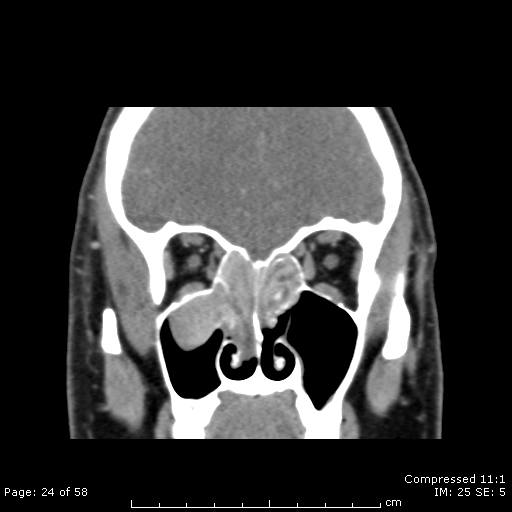 Compressed 11:1
Page: 24 of 58
IM: 25 SE: 5
cm